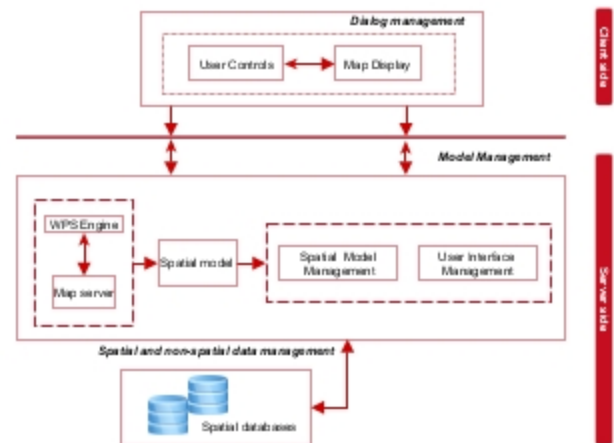 Dialog management
User Controls
Map Display
Client side
Model Management
WPS Engine
Map server
Spatial model
Spatial Model
Management
User Interface
Management
Server side
Spatial and non-spatial data management
Spatial databases